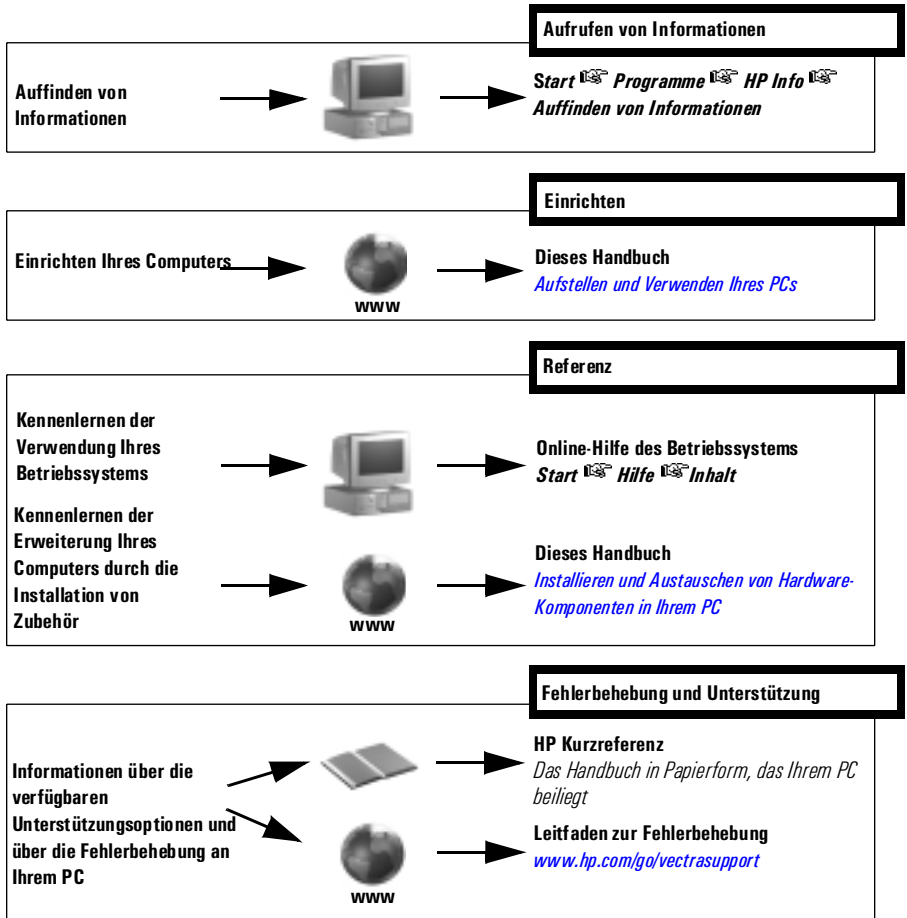 Aufrufen von Informationen
Auffinden von
Informationen
Start ☞ Programme ☞ HP Info ☞
Auffinden von Informationen
Einrichten
Einrichten Ihres Computers
www
Dieses Handbuch
Aufstellen und Verwenden Ihres PCs
Referenz
Kennenlernen der
Verwendung Ihres
Betriebssystems
Online-Hilfe des Betriebssystems
Start ☞ Hilfe ☞ Inhalt
Kennenlernen der
Erweiterung Ihres
Computers durch die
Installation von
Zubehör
www
Dieses Handbuch
Installieren und Austauschen von Hardware-
Komponenten in Ihrem PC
Fehlerbehebung und Unterstützung
Informationen über die
verfügbaren
Unterstützungsoptionen und
über die Fehlerbehebung an
Ihrem PC
HP Kurzreferenz
Das Handbuch in Papierform, das Ihrem PC
beiliegt
www
Leitfaden zur Fehlerbehebung
www.hp.com/go/vectrasupport